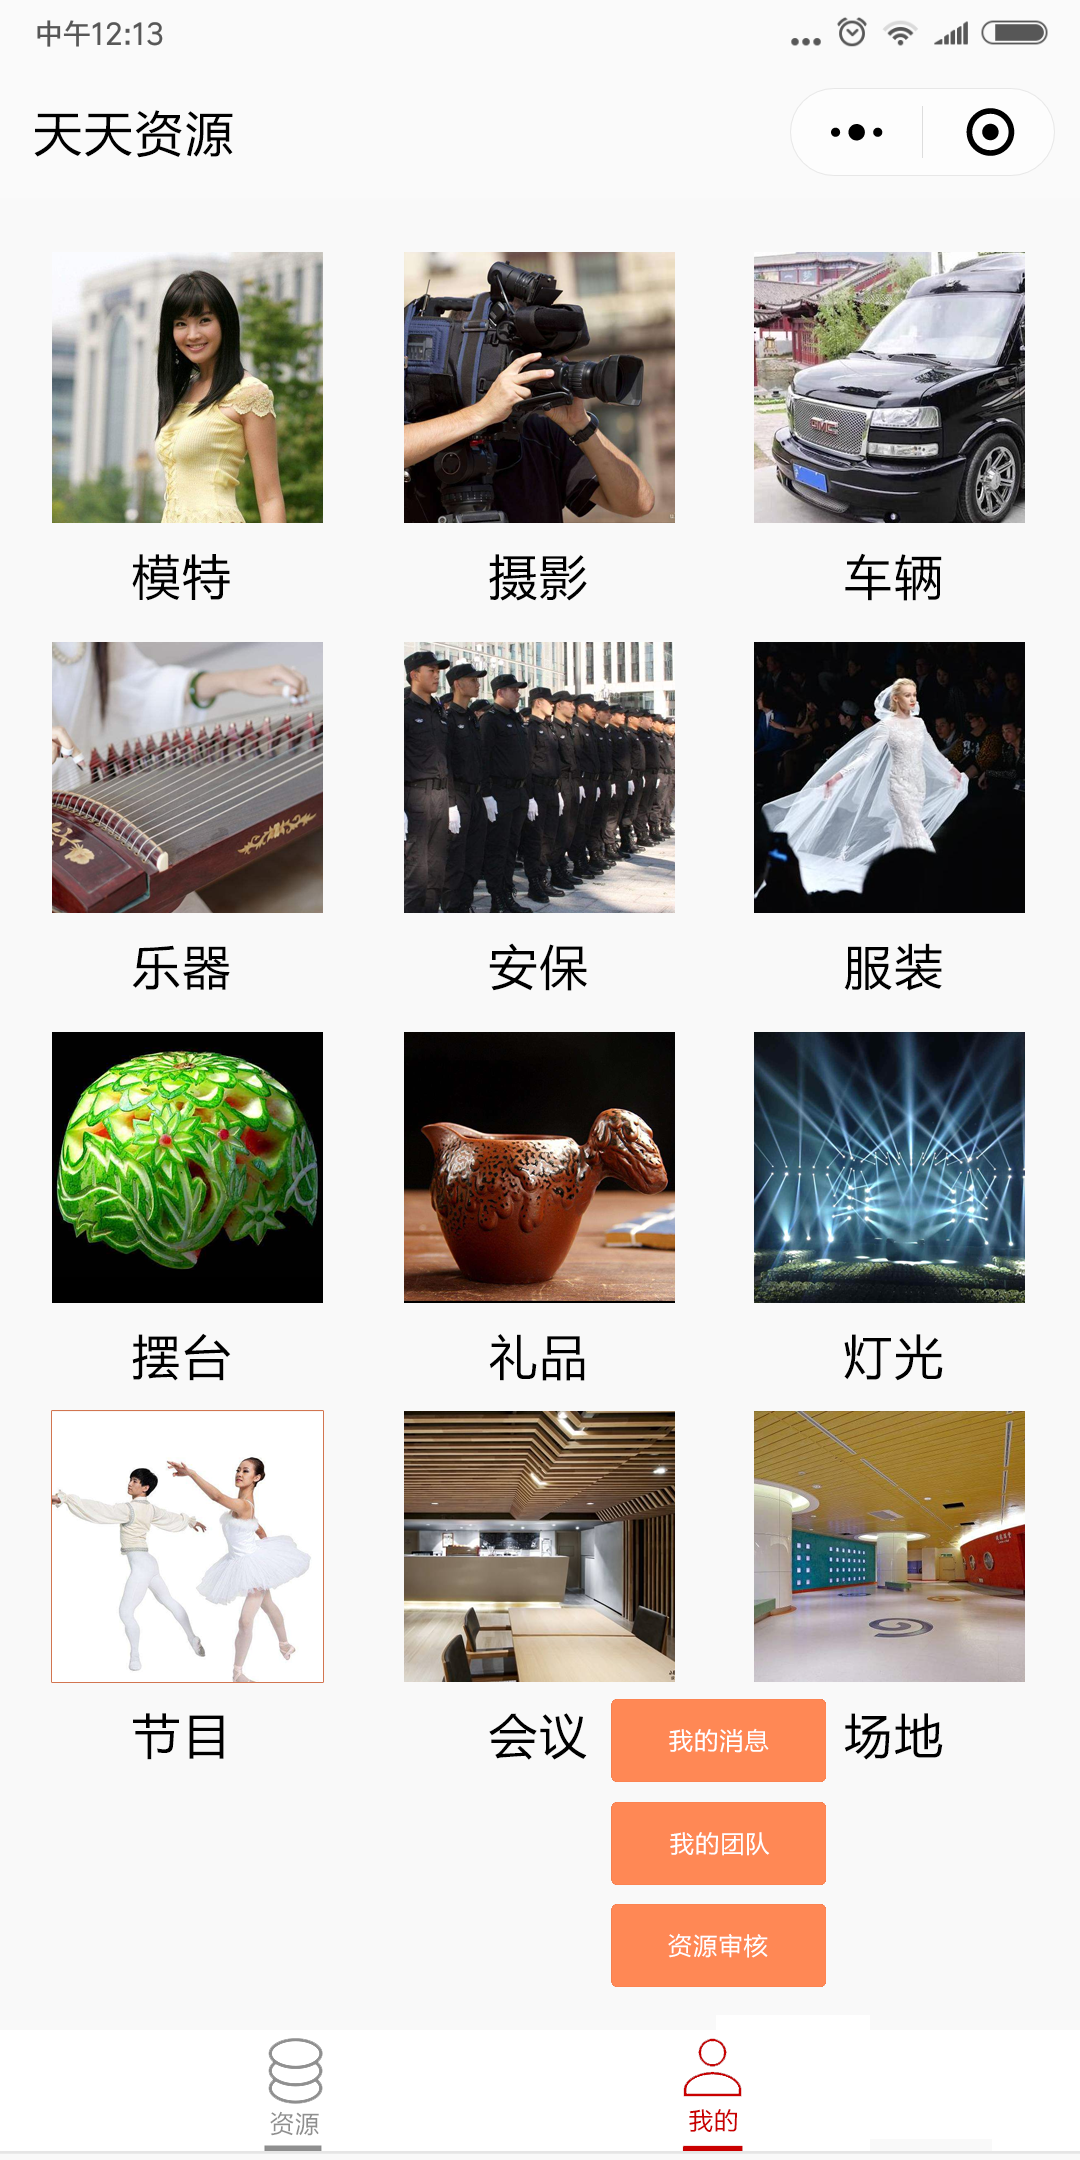 中午12:13
天天资源
模特
摄影
车辆
GMC
乐器
安保
服装
摆台
礼品
灯光
节目
会议
场地
我的消息
我的团队
资源审核
资源
我的